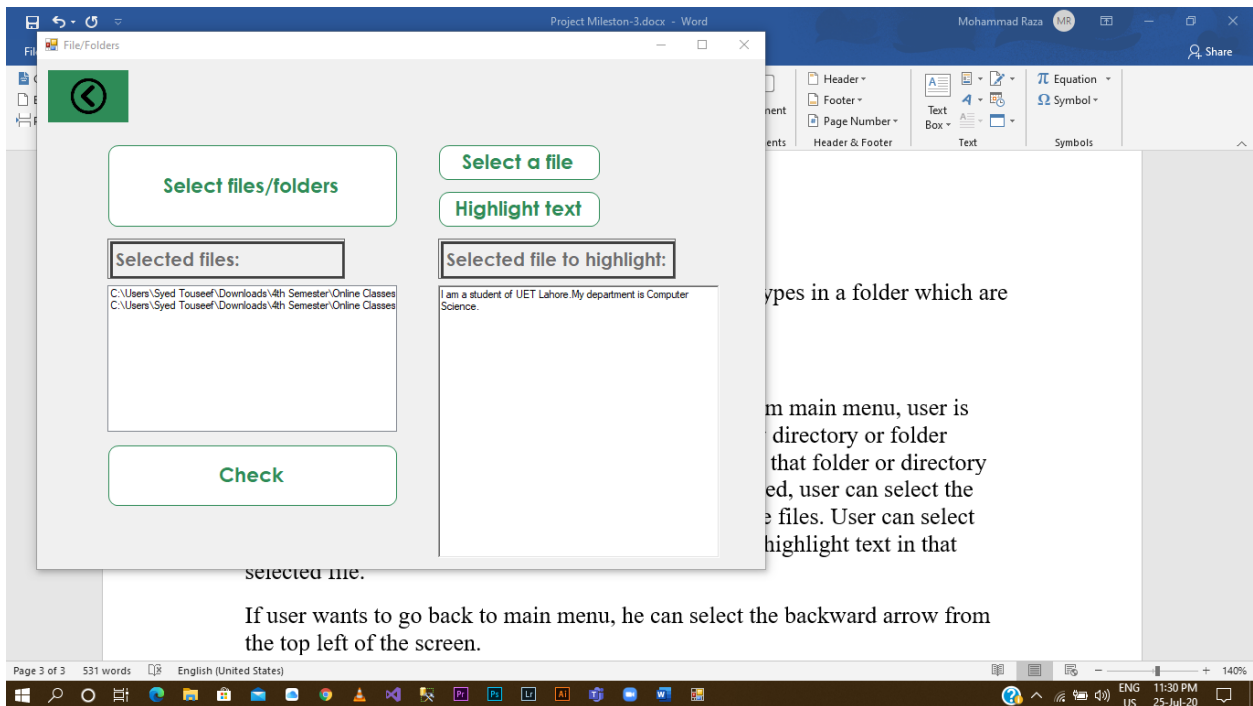 Project Mileston-3.docx - Word
Mohammad Raza
MR
File/Folders
Share
Header
Footer
Page Number
Header & Footer
Text
Box
Text
Equation
Symbol
Symbols
Select files/folders
Selected files:
C:\Users\Syed Touseef\Downloads\4th Semester\Online Classes
C:\Users\Syed Touseef\Downloads\4th Semester\Online Classes
Check
Select a file
Highlight text
Selected file to highlight:
I am a student of UET Lahore.My department is Computer
Science.
ypes in a folder which are
m main menu, user is
directory or folder
that folder or directory
ed, user can select the
e files. User can select
highlight text in that
selected file.
If user wants to go back to main menu, he can select the backward arrow from
the top left of the screen.
Page 3 of 3 531 words English (United States) 140%
Pr Ps Lr Ai
ENG 11:30 PM
US 25-Jul-20